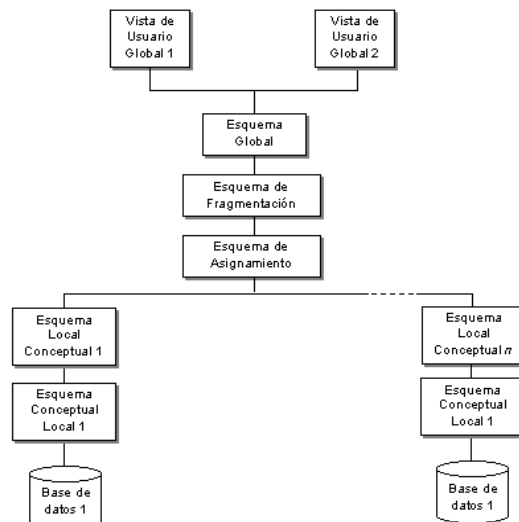 Vista de
Usuario
Global 1
Vista de
Usuario
Global 2
Esquema
Global
Esquema de
Fragmentación
Esquema de
Asignamiento
Esquema
Local
Conceptual 1
Esquema
Local
Conceptual n
Esquema
Conceptual
Local 1
Esquema
Conceptual
Local 1
Base de
datos 1
Base de
datos 1